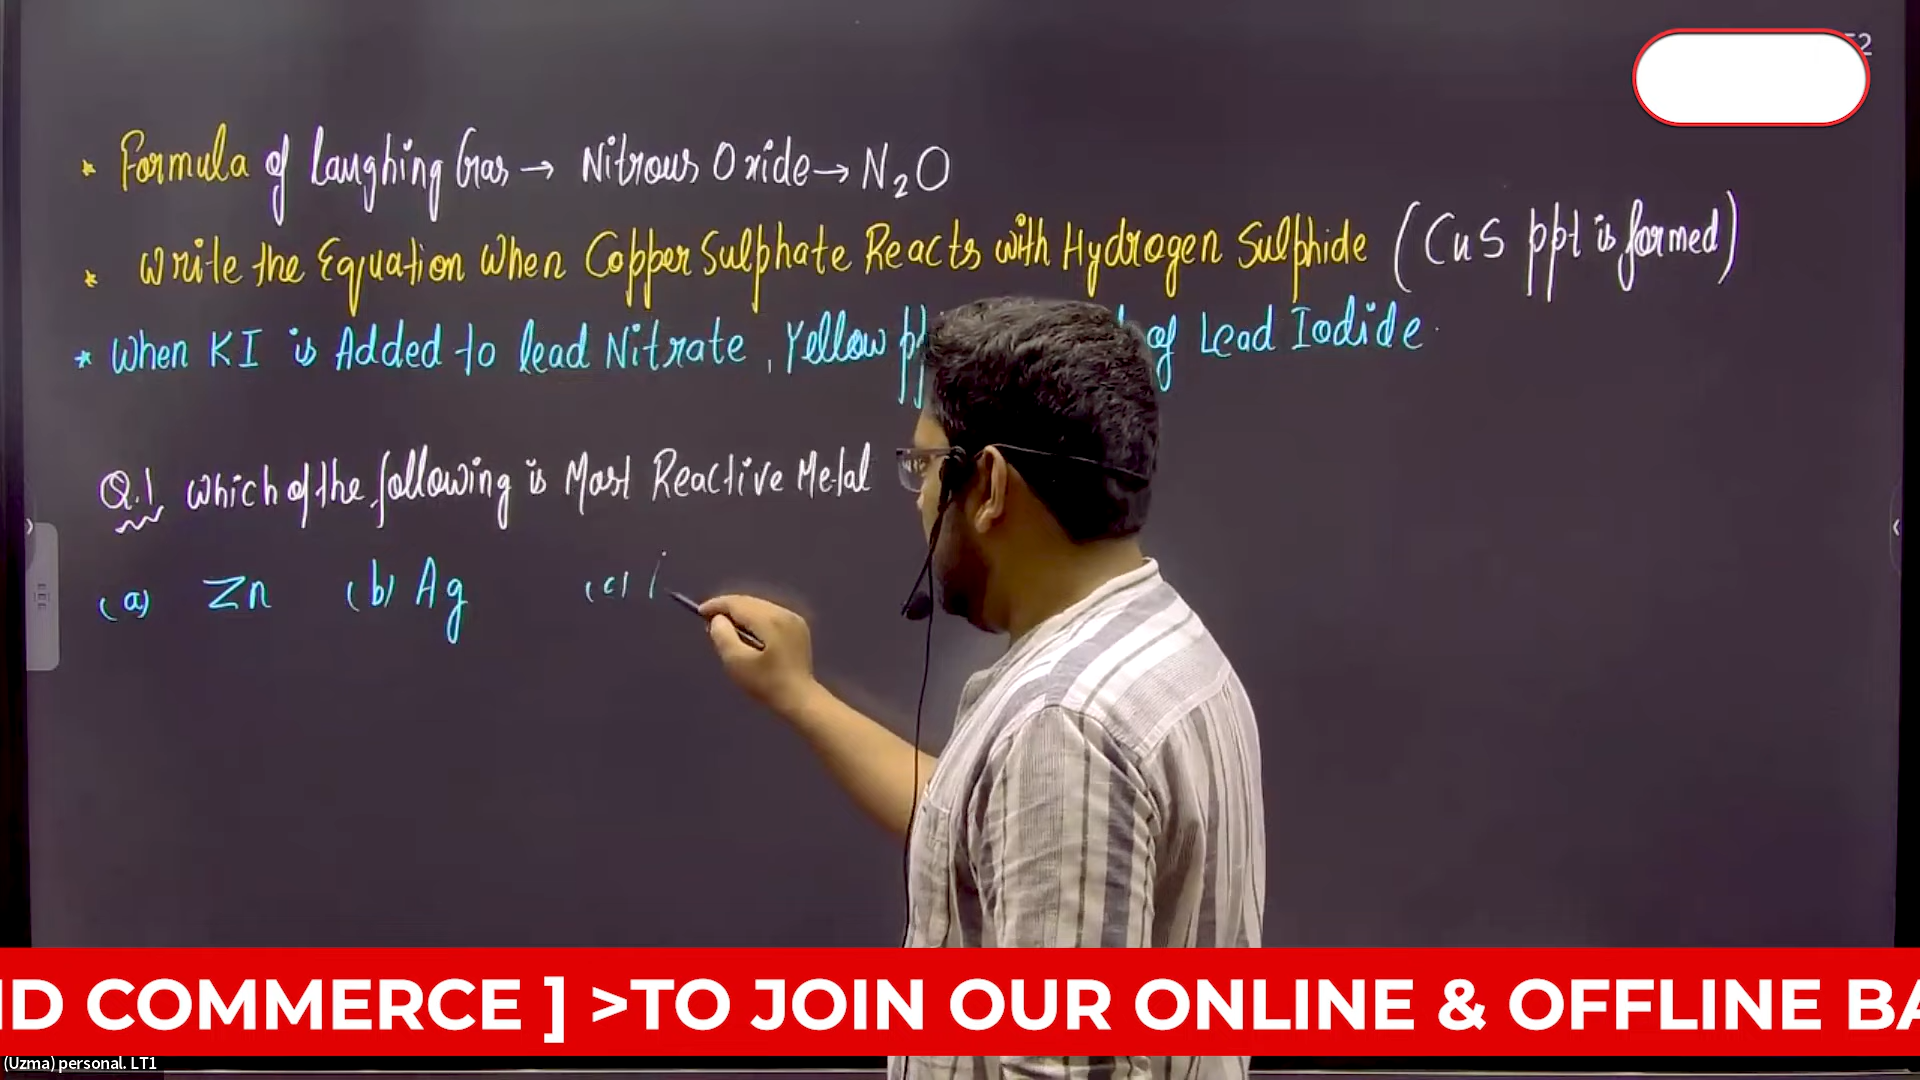 52
* Formula of Laughing Gas → Nitrous Oxide → N₂O
* Write the Equation When Copper Sulphate Reacts with Hydrogen Sulphide (CuS ppt is formed)
* When KI is Added to lead Nitrate, Yellow of Lead Iodide.
Q.1 Which of the following is Most Reactive Metal
(a) Zn (b) Ag (c)
ND COMMERCE ] >TO JOIN OUR ONLINE & OFFLINE BA
(Uzma) personal. LT1